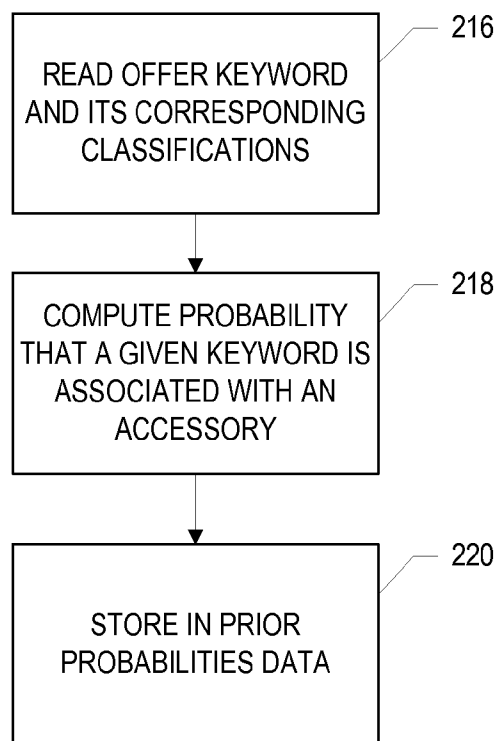 216
READ OFFER KEYWORD
AND ITS CORRESPONDING
CLASSIFICATIONS
218
COMPUTE PROBABILITY
THAT A GIVEN KEYWORD IS
ASSOCIATED WITH AN
ACCESSORY
220
STORE IN PRIOR
PROBABILITIES DATA